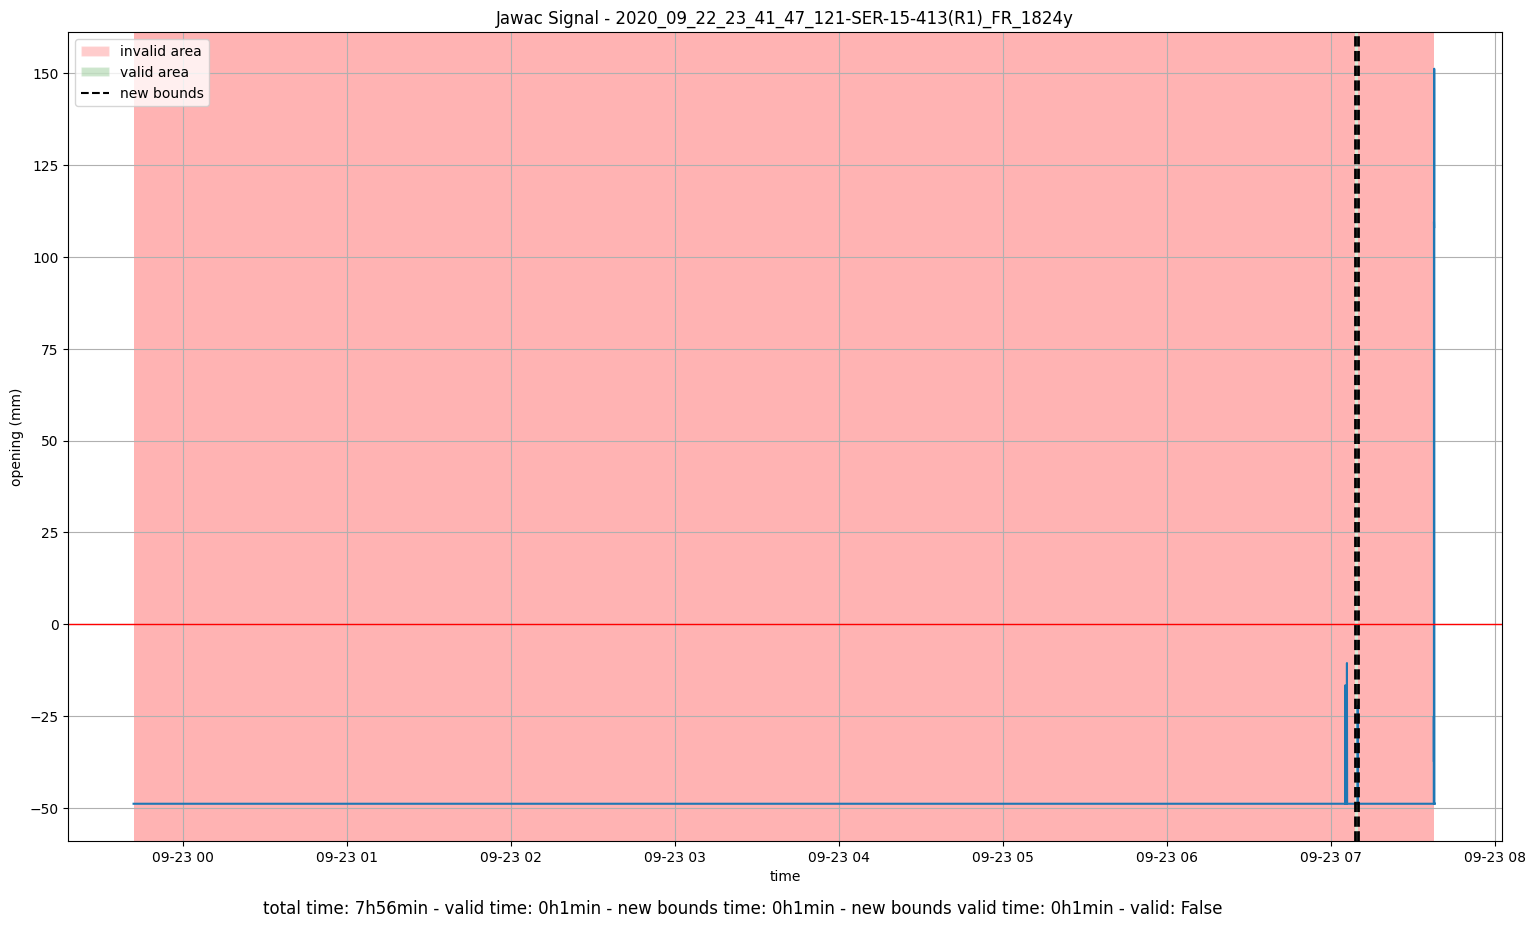 Jawac Signal - 2020_09_22_23_41_47_121-SER-15-413(R1)_FR_1824y
invalid area
valid area
new bounds
150
125
100
75
50
25
0
−25
−50
opening (mm)
09-23 00
09-23 01
09-23 02
09-23 03
09-23 04
09-23 05
09-23 06
09-23 07
09-23 08
time
total time: 7h56min - valid time: 0h1min - new bounds time: 0h1min - new bounds valid time: 0h1min - valid: False